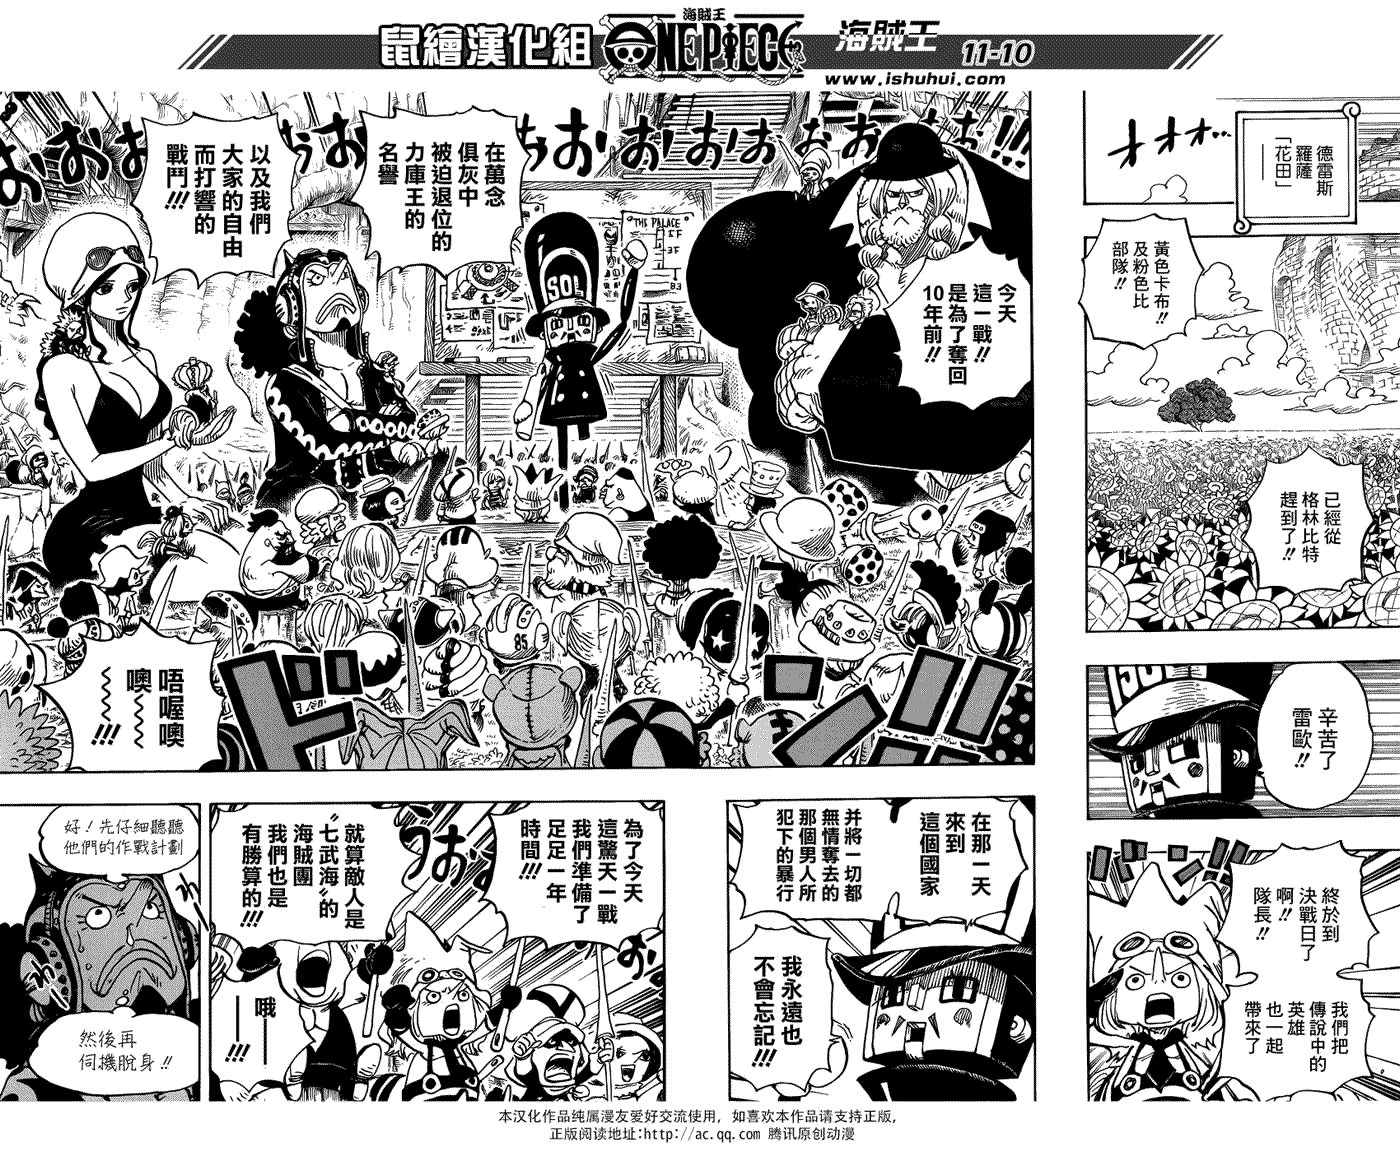 鼠繪漢化組
海賊王
ONE PIECE
海賊王
11-10
www.ishuhui.com
德雷斯
羅薩
「花田」
オオォ…
黃色卡布!!
及粉色比
部隊!!
已經從
格林比特
趕到了!!
辛苦了
雷歐!!
終於到
決戰日了
啊!!
隊長!!
我們把
傳說中的
英雄
也一起
帶來了
今天
這一戰!!
是為了奪回
10年前!!
在萬念
俱灰中
被迫退位的
力庫王的
名譽
以及我們
大家的自由
而打響的
戰鬥!!!
SOL
THE PALACE
85
唔喔噢
噢
!!!
ドドン!!
在那一天
來到
這個國家
並將一切都
無情奪去的
那個男人所
犯下的暴行
我永遠也
不會忘記!!!
為了今天
這驚天一戰
我們準備了
足足一年
時間!!!
就算敵人是
"七武海"的
海賊團
我們也是
有勝算的!!!
哦
!!!
好！先仔細聽聽
他們的作戰計劃
然後再
伺機脫身!!
本汉化作品纯属漫友爱好交流使用，如喜欢本作品请支持正版，
正版阅读地址:http://ac.qq.com 腾讯原创动漫